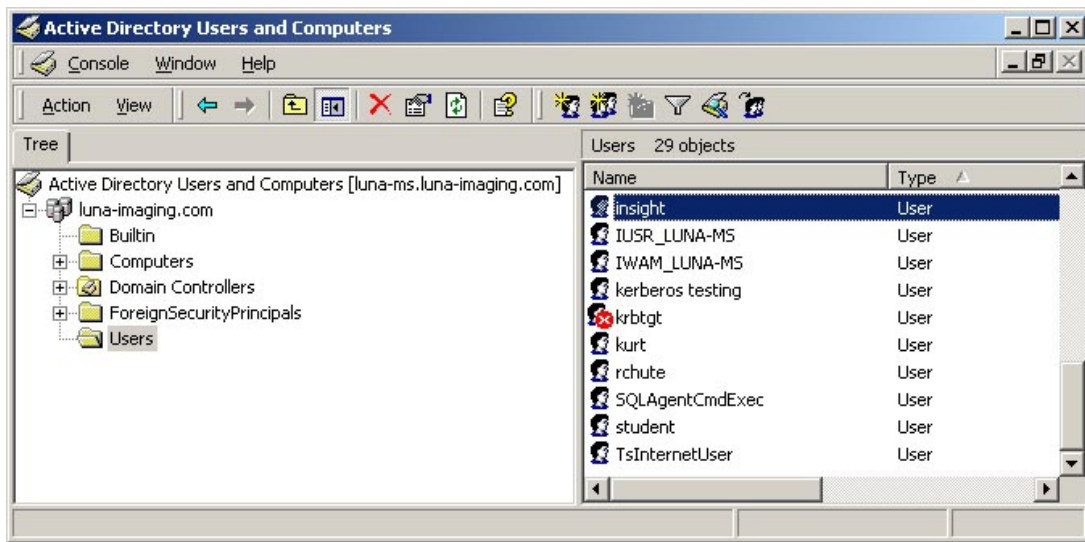 Active Directory Users and Computers
Console Window Help
Action View
Tree
Users 29 objects
Active Directory Users and Computers [luna-ms.luna-imaging.com]
luna-imaging.com
Builtin
Computers
Domain Controllers
ForeignSecurityPrincipals
Users
Name Type
insight User
IUSR_LUNA-MS User
IWAM_LUNA-MS User
kerberos testing User
krbtgt User
kurt User
rchute User
SQLAgentCmdExec User
student User
TsInternetUser User